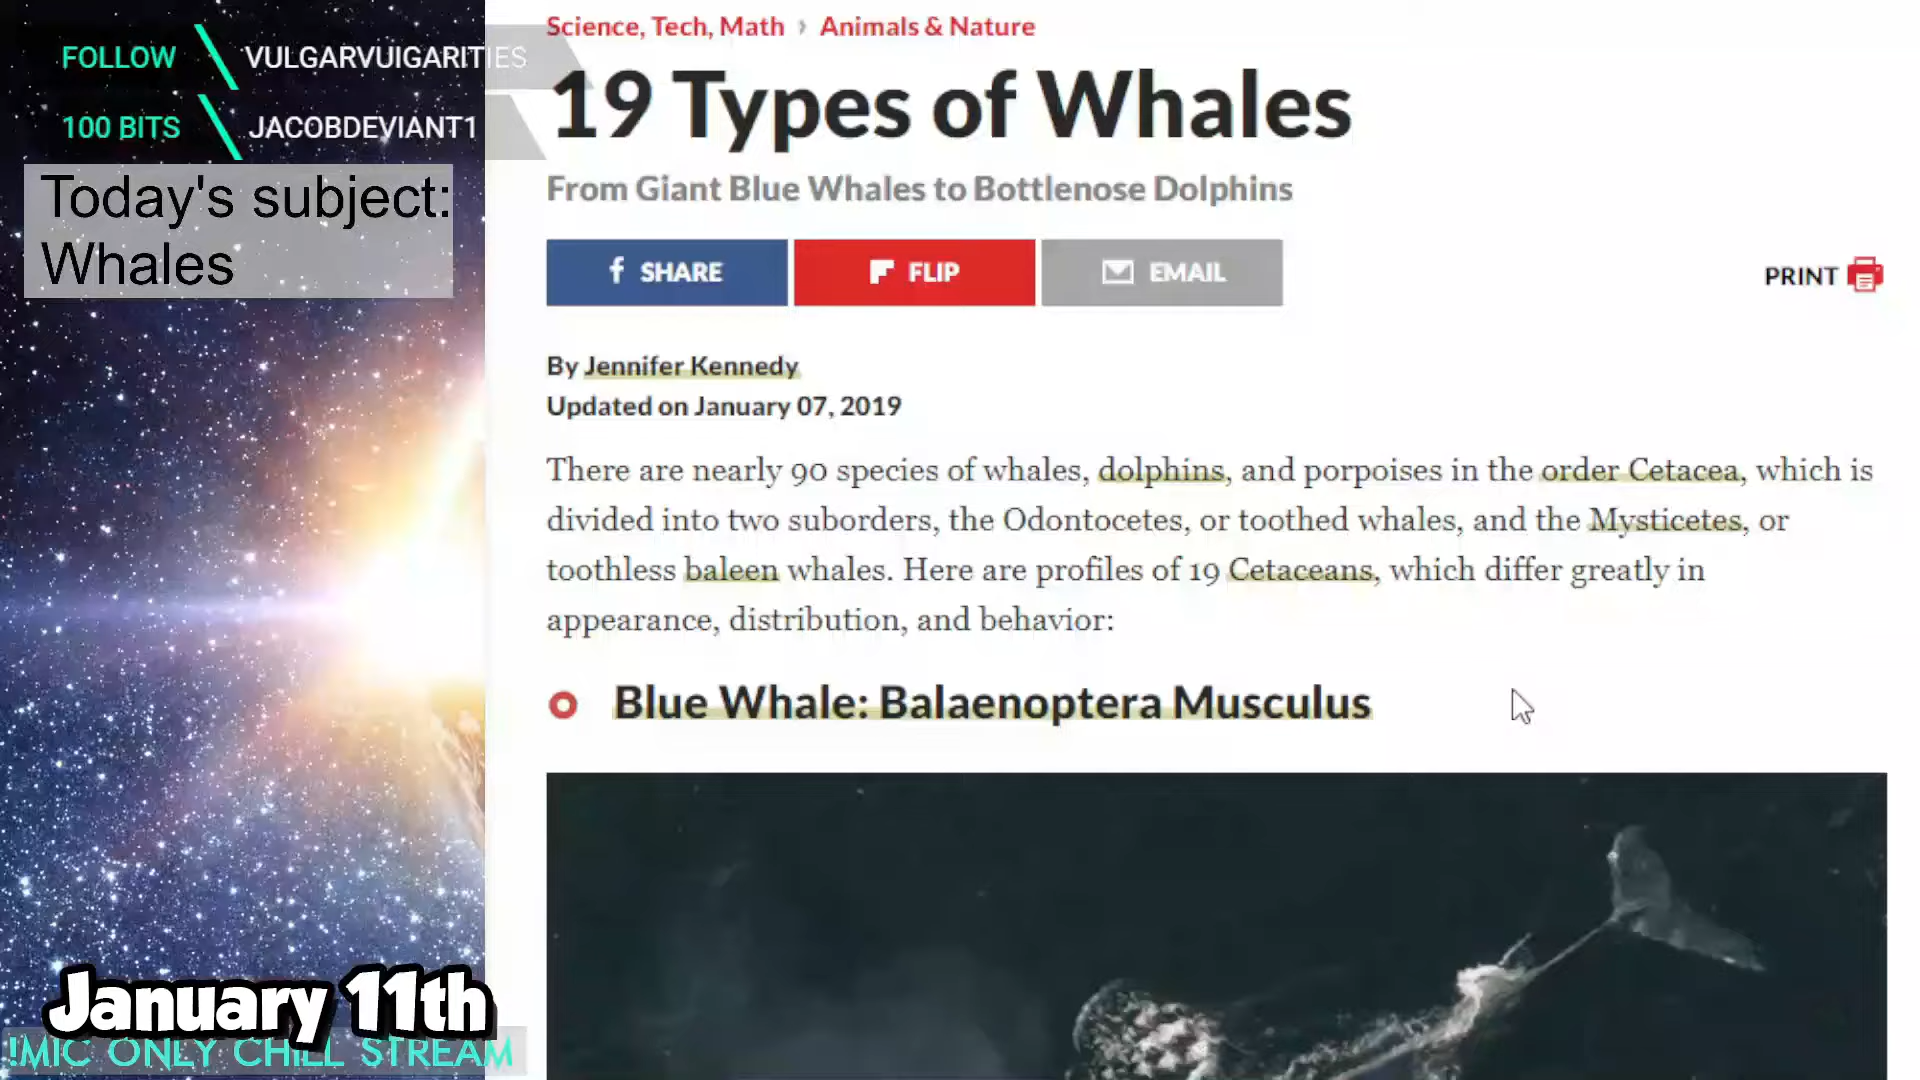 FOLLOW VULGARVUIGARITIES
100 BITS JACOBDEVIANT1
Today's subject:
Whales
January 11th
!MIC ONLY CHILL STREAM
Science, Tech, Math › Animals & Nature
19 Types of Whales
From Giant Blue Whales to Bottlenose Dolphins
f SHARE FLIP EMAIL PRINT
By Jennifer Kennedy
Updated on January 07, 2019
There are nearly 90 species of whales, dolphins, and porpoises in the order Cetacea, which is
divided into two suborders, the Odontocetes, or toothed whales, and the Mysticetes, or
toothless baleen whales. Here are profiles of 19 Cetaceans, which differ greatly in
appearance, distribution, and behavior:
Blue Whale: Balaenoptera Musculus